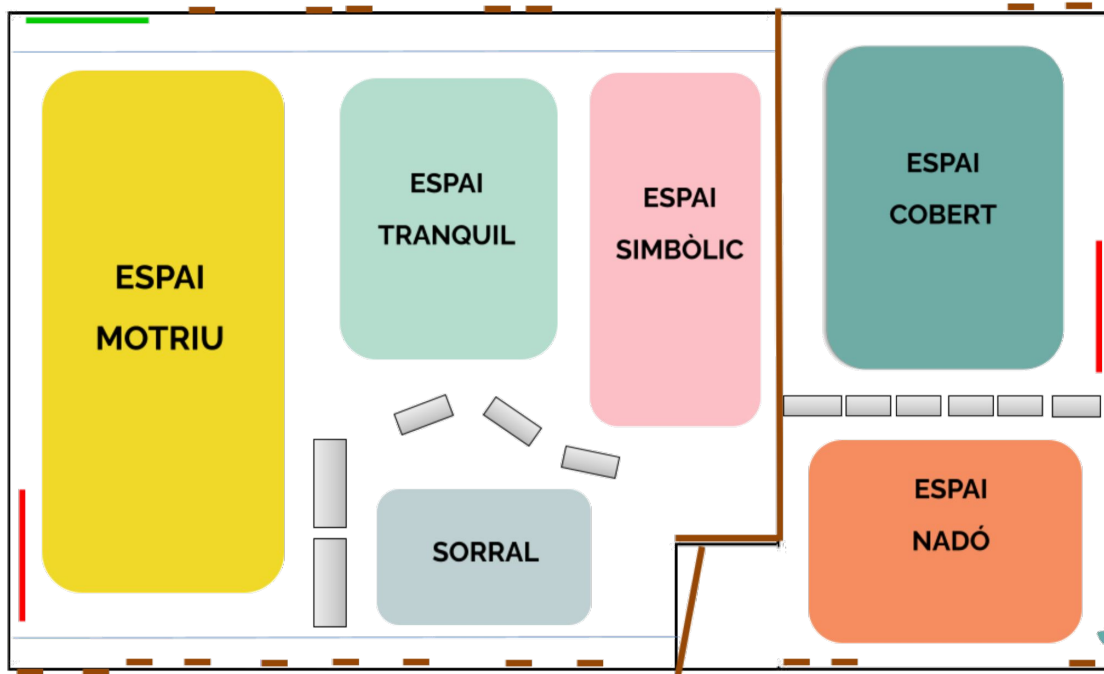 ESPAI
MOTRIU
ESPAI
TRANQUIL
ESPAI
SIMBÒLIC
ESPAI
COBERT
SORRAL
ESPAI
NADÓ